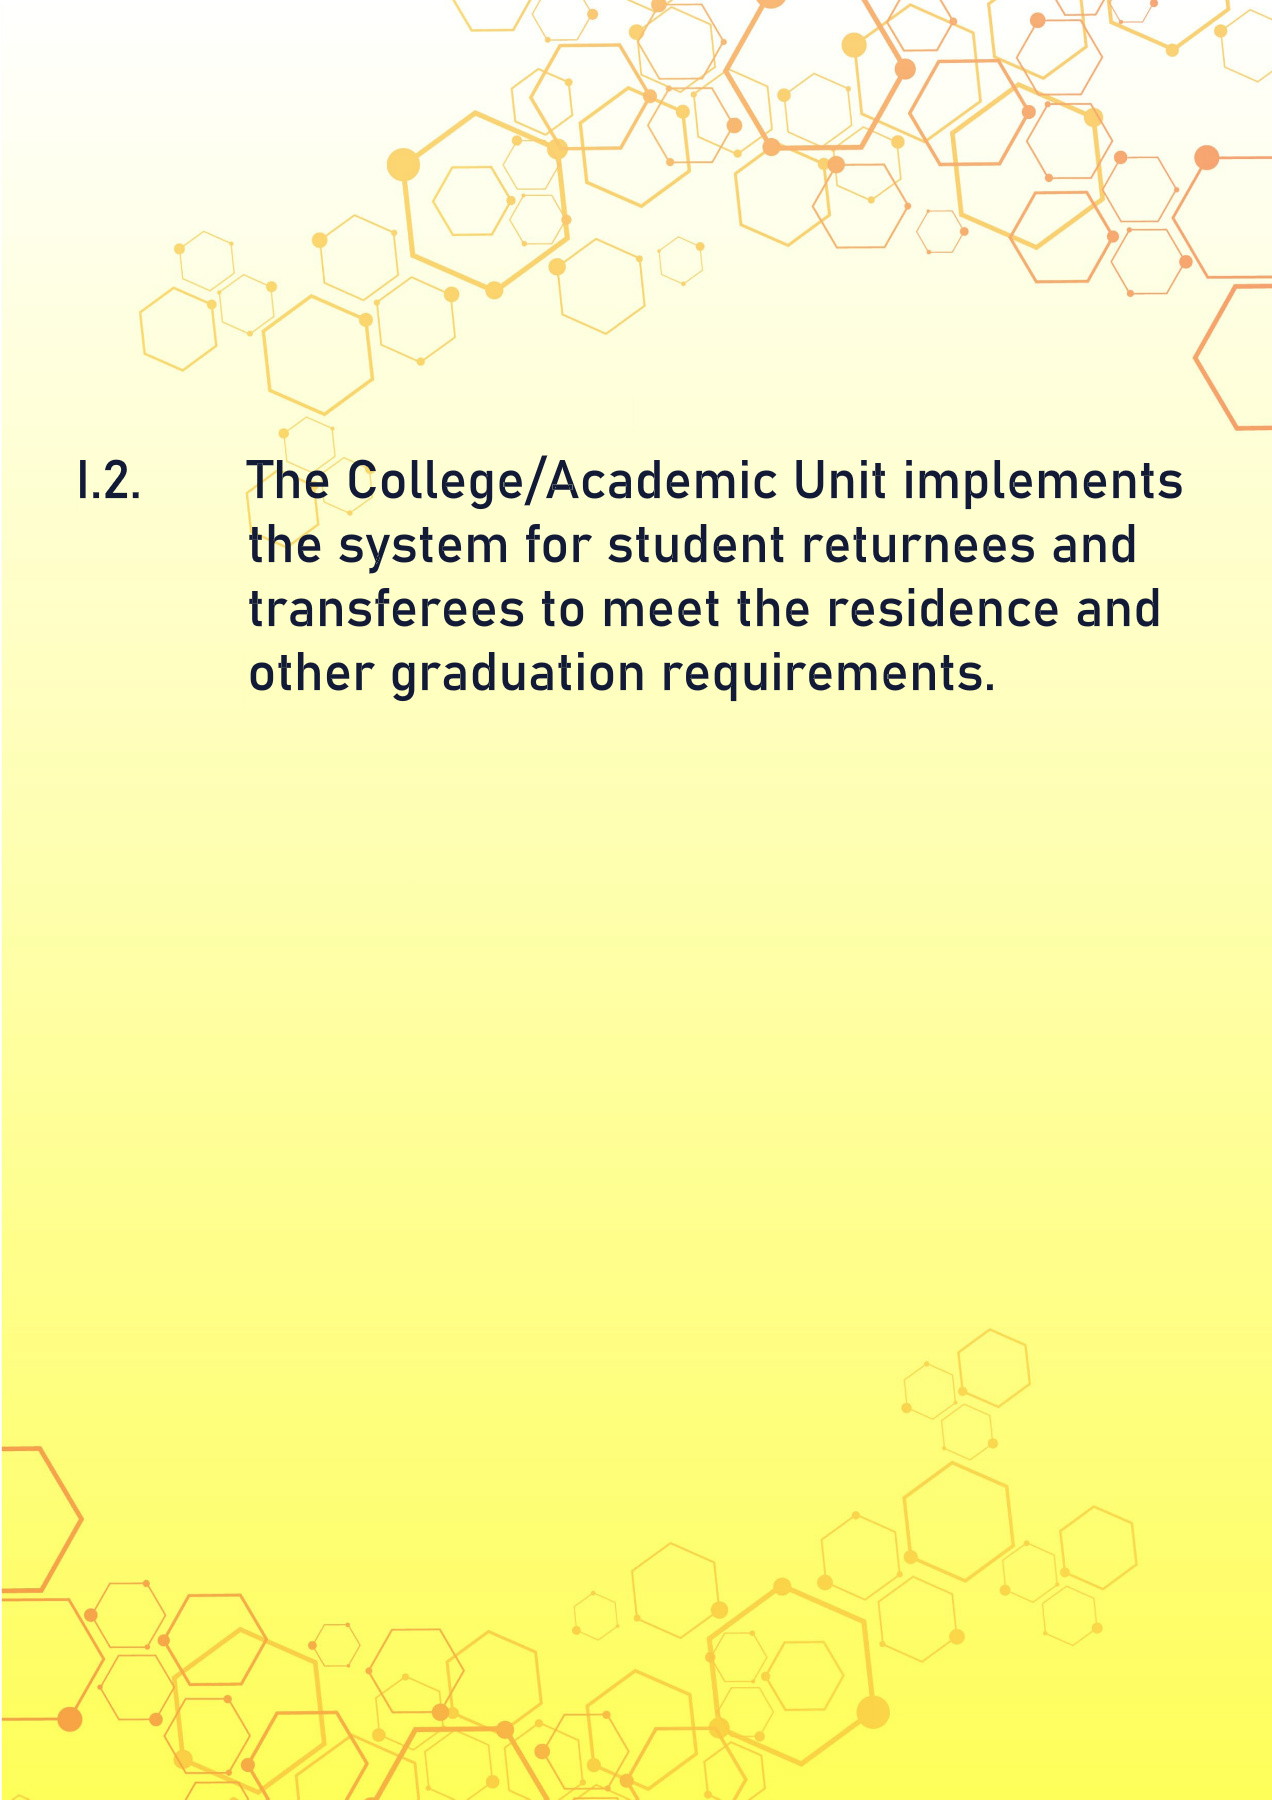 I.2. The College/Academic Unit implements
the system for student returnees and
transferees to meet the residence and
other graduation requirements.